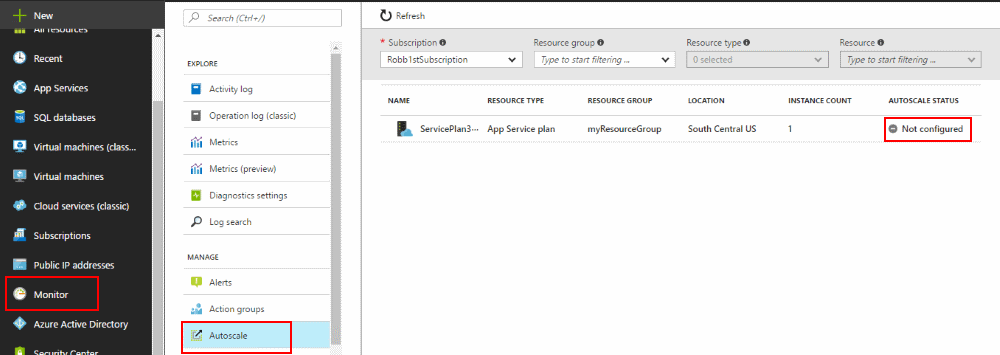 New
All resources
Recent
App Services
SQL databases
Virtual machines (class...
Virtual machines
Cloud services (classic)
Subscriptions
Public IP addresses
Monitor
Azure Active Directory
Security Center
Search (Ctrl+/)
EXPLORE
Activity log
Operation log (classic)
Metrics
Metrics (preview)
Diagnostics settings
Log search
MANAGE
Alerts
Action groups
Autoscale
Refresh
* Subscription Resource group Resource type Resource
Robb1stSubscription Type to start filtering ... 0 selected Type to start filtering ...
NAME RESOURCE TYPE RESOURCE GROUP LOCATION INSTANCE COUNT AUTOSCALE STATUS
ServicePlan3··· App Service plan myResourceGroup South Central US 1 Not configured